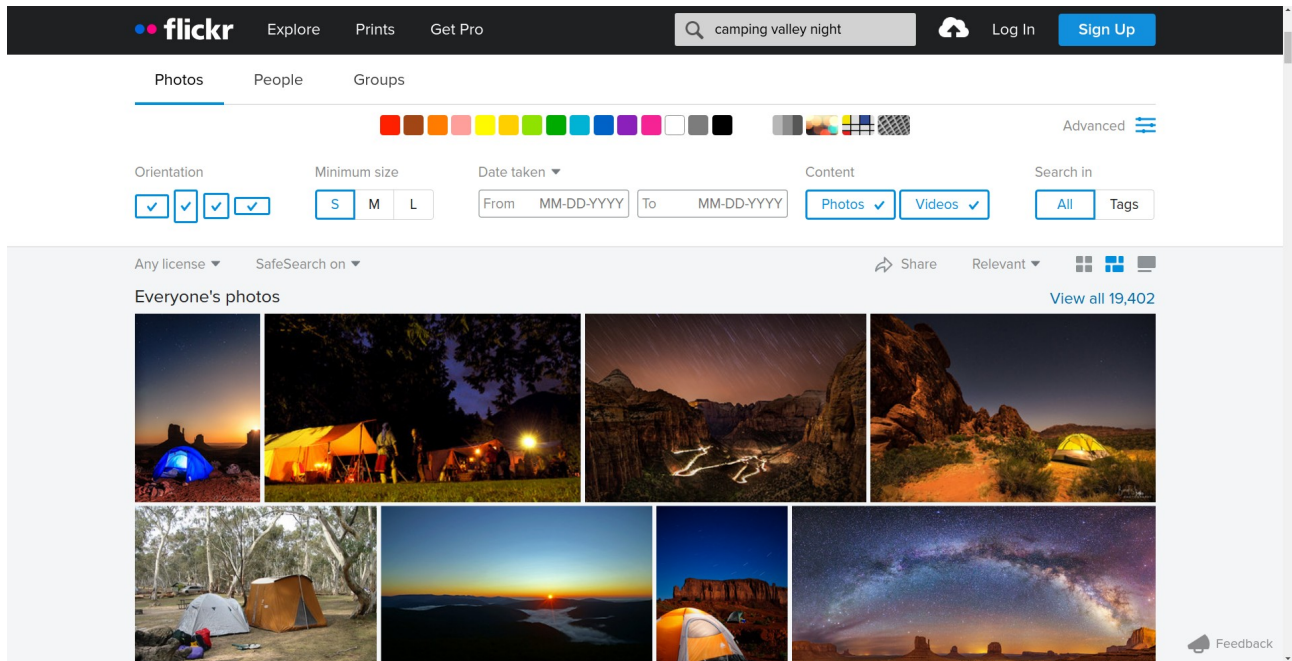 flickr Explore Prints Get Pro camping valley night Log In Sign Up
Photos People Groups
Advanced
Orientation Minimum size Date taken Content Search in
S M L From MM-DD-YYYY To MM-DD-YYYY Photos Videos All Tags
Any license SafeSearch on Share Relevant
Everyone's photos View all 19,402
Feedback